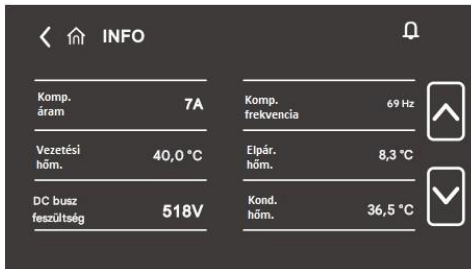 INFO
Komp.
áram
7A
Komp.
frekvencia
69 Hz
Vezetési
hőm.
40,0 °C
Elpár.
hőm.
8,3 °C
DC busz
feszültség
518V
Kond.
hőm.
36,5 °C